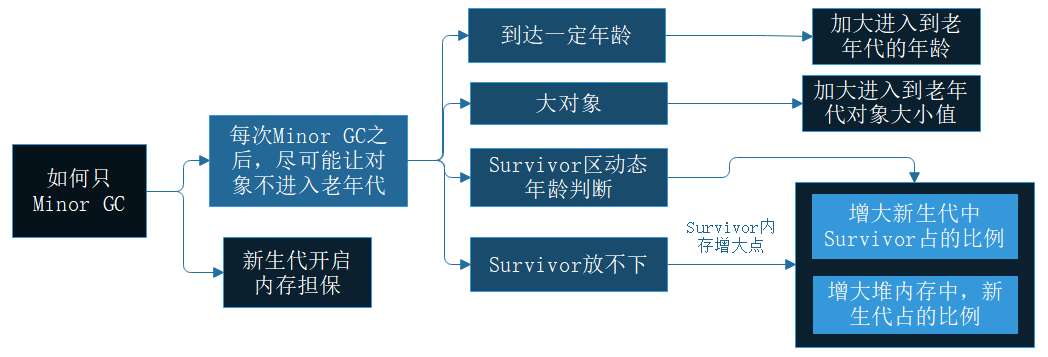 如何只
Minor GC
每次Minor GC之
后，尽可能让对
象不进入老年代
新生代开启
内存担保
到达一定年龄
加大进入到老
年代的年龄
大对象
加大进入到老年
代对象大小值
Survivor区动态
年龄判断
Survivor放不下
Survivor内
存增大点
增大新生代中
Survivor占的比例
增大堆内存中，新
生代占的比例